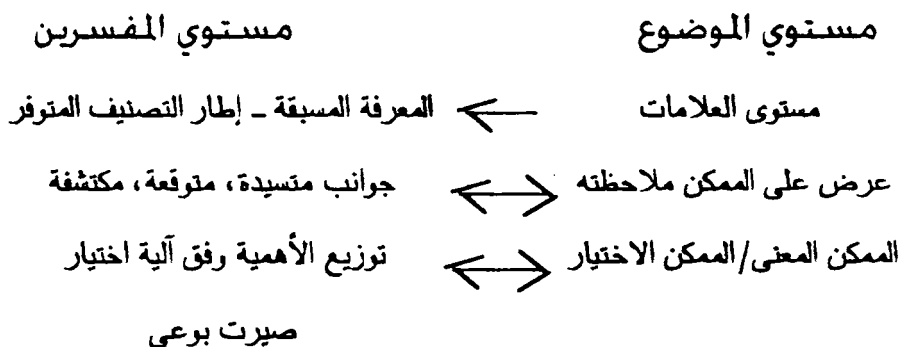 مستوي الموضوع مستوي المفسرين
مستوى العلامات ← المعرفة المسبقة - إطار التصنيف المتوفر
عرض على الممكن ملاحظته ↔ جوانب متسيدة، متوقعة، مكتشفة
الممكن المعنى/الممكن الاختيار ↔ توزيع الأهمية وفق آلية اختيار
صيرت بوعي